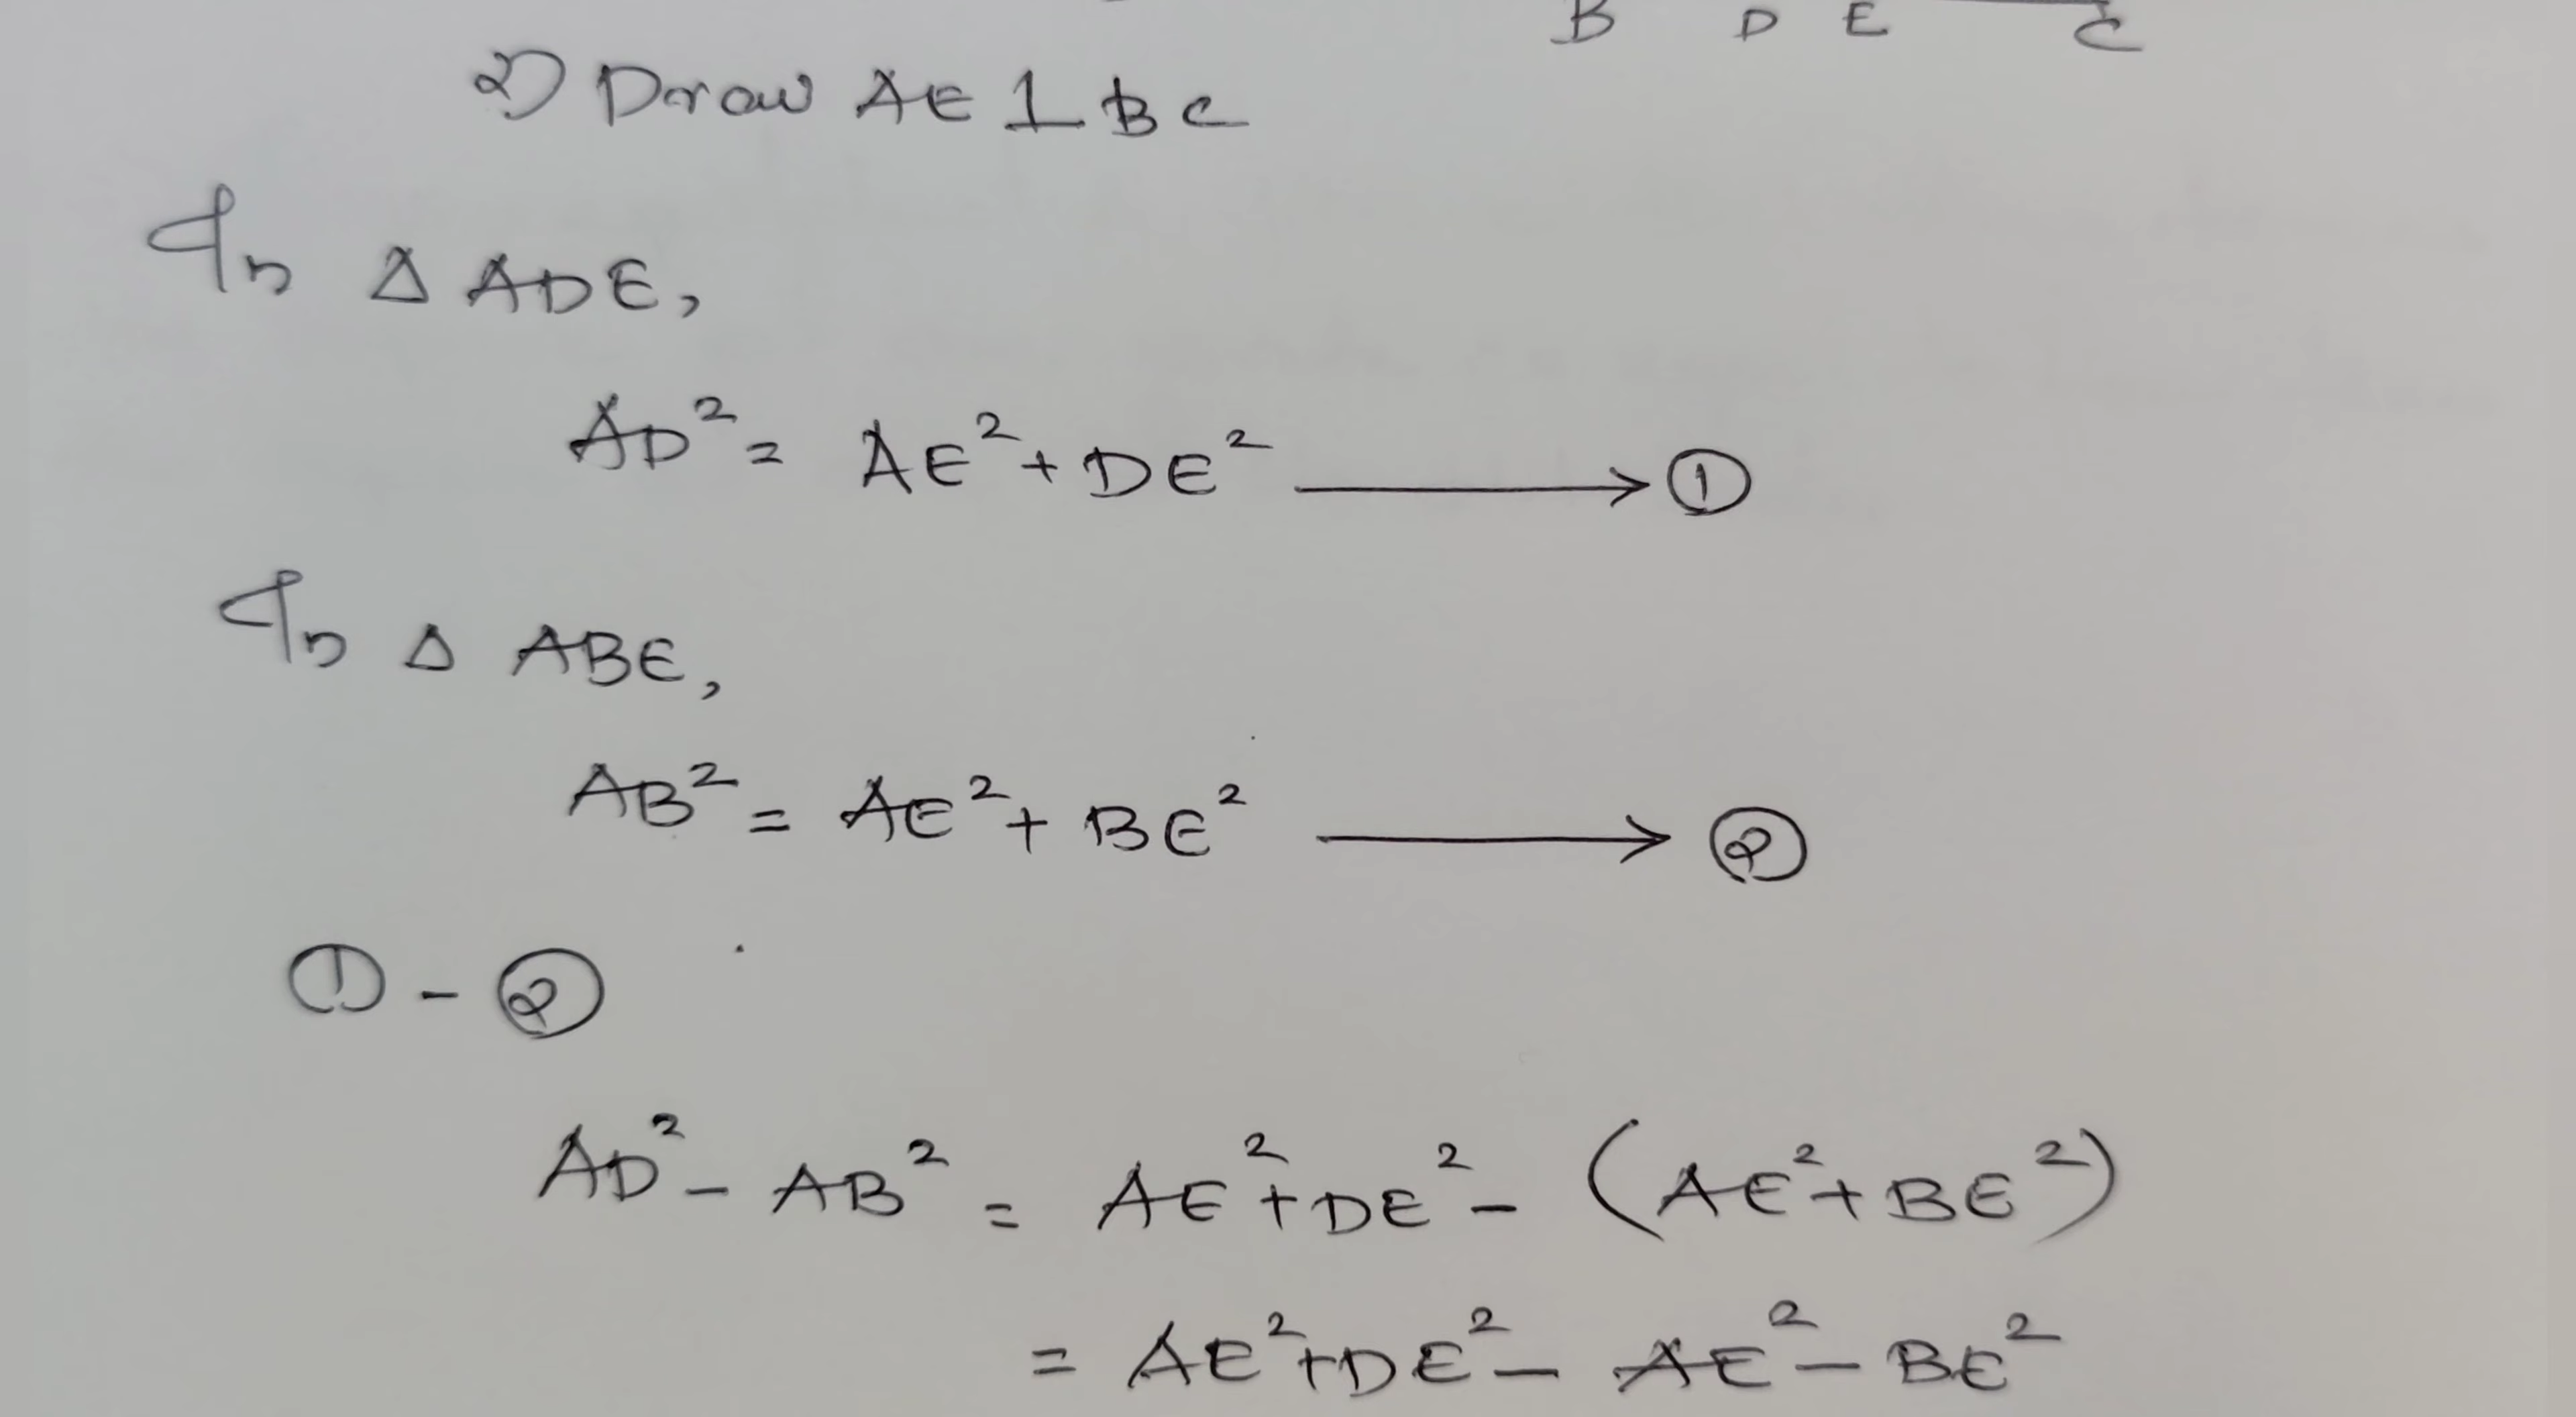 B D E C
2) Draw AE ⊥ BC
In Δ ADE,
AD² = AE² + DE² ⟶ ①
In Δ ABE,
AB² = AE² + BE² ⟶ ②
① - ②
AD² - AB² = AE² + DE² - (AE² + BE²)
= AE² + DE² - AE² - BE²